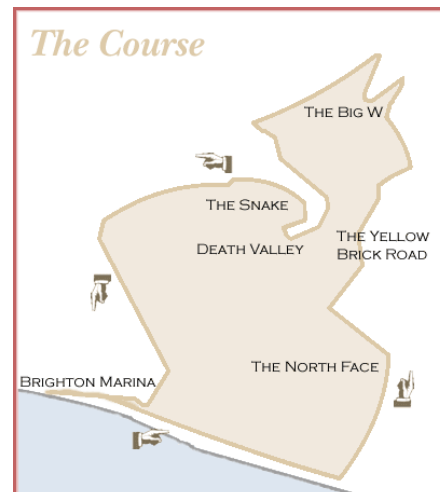 The Course
THE BIG W
THE SNAKE
DEATH VALLEY
THE YELLOW
BRICK ROAD
THE NORTH FACE
BRIGHTON MARINA